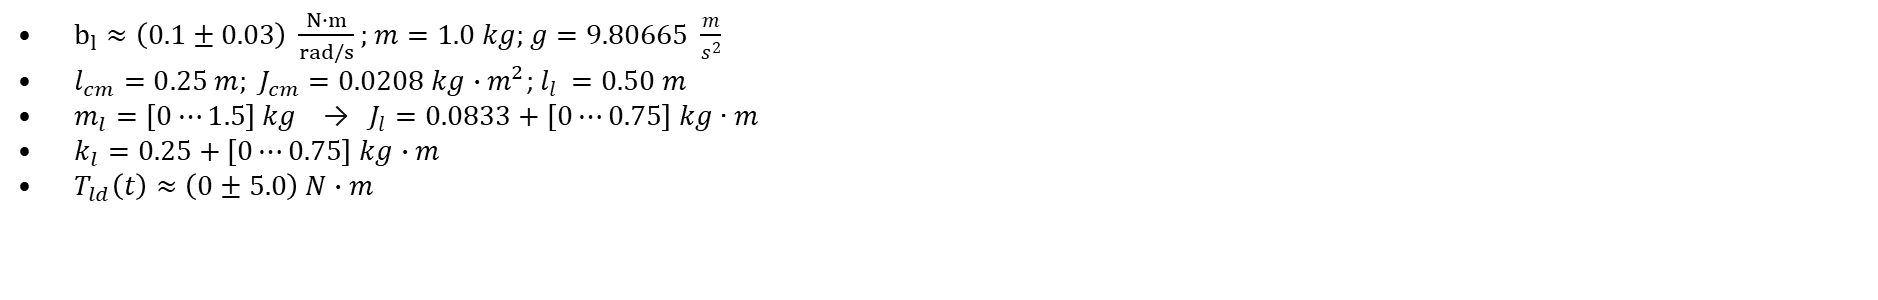 • b_l ≈ (0.1 ± 0.03) N·m/rad/s ; m = 1.0 kg; g = 9.80665 m/s²
• l_cm = 0.25 m; J_cm = 0.0208 kg · m²; l_l = 0.50 m
• m_l = [0 ⋯ 1.5] kg → J_l = 0.0833 + [0 ⋯ 0.75] kg · m
• k_l = 0.25 + [0 ⋯ 0.75] kg · m
• T_ld(t) ≈ (0 ± 5.0) N · m